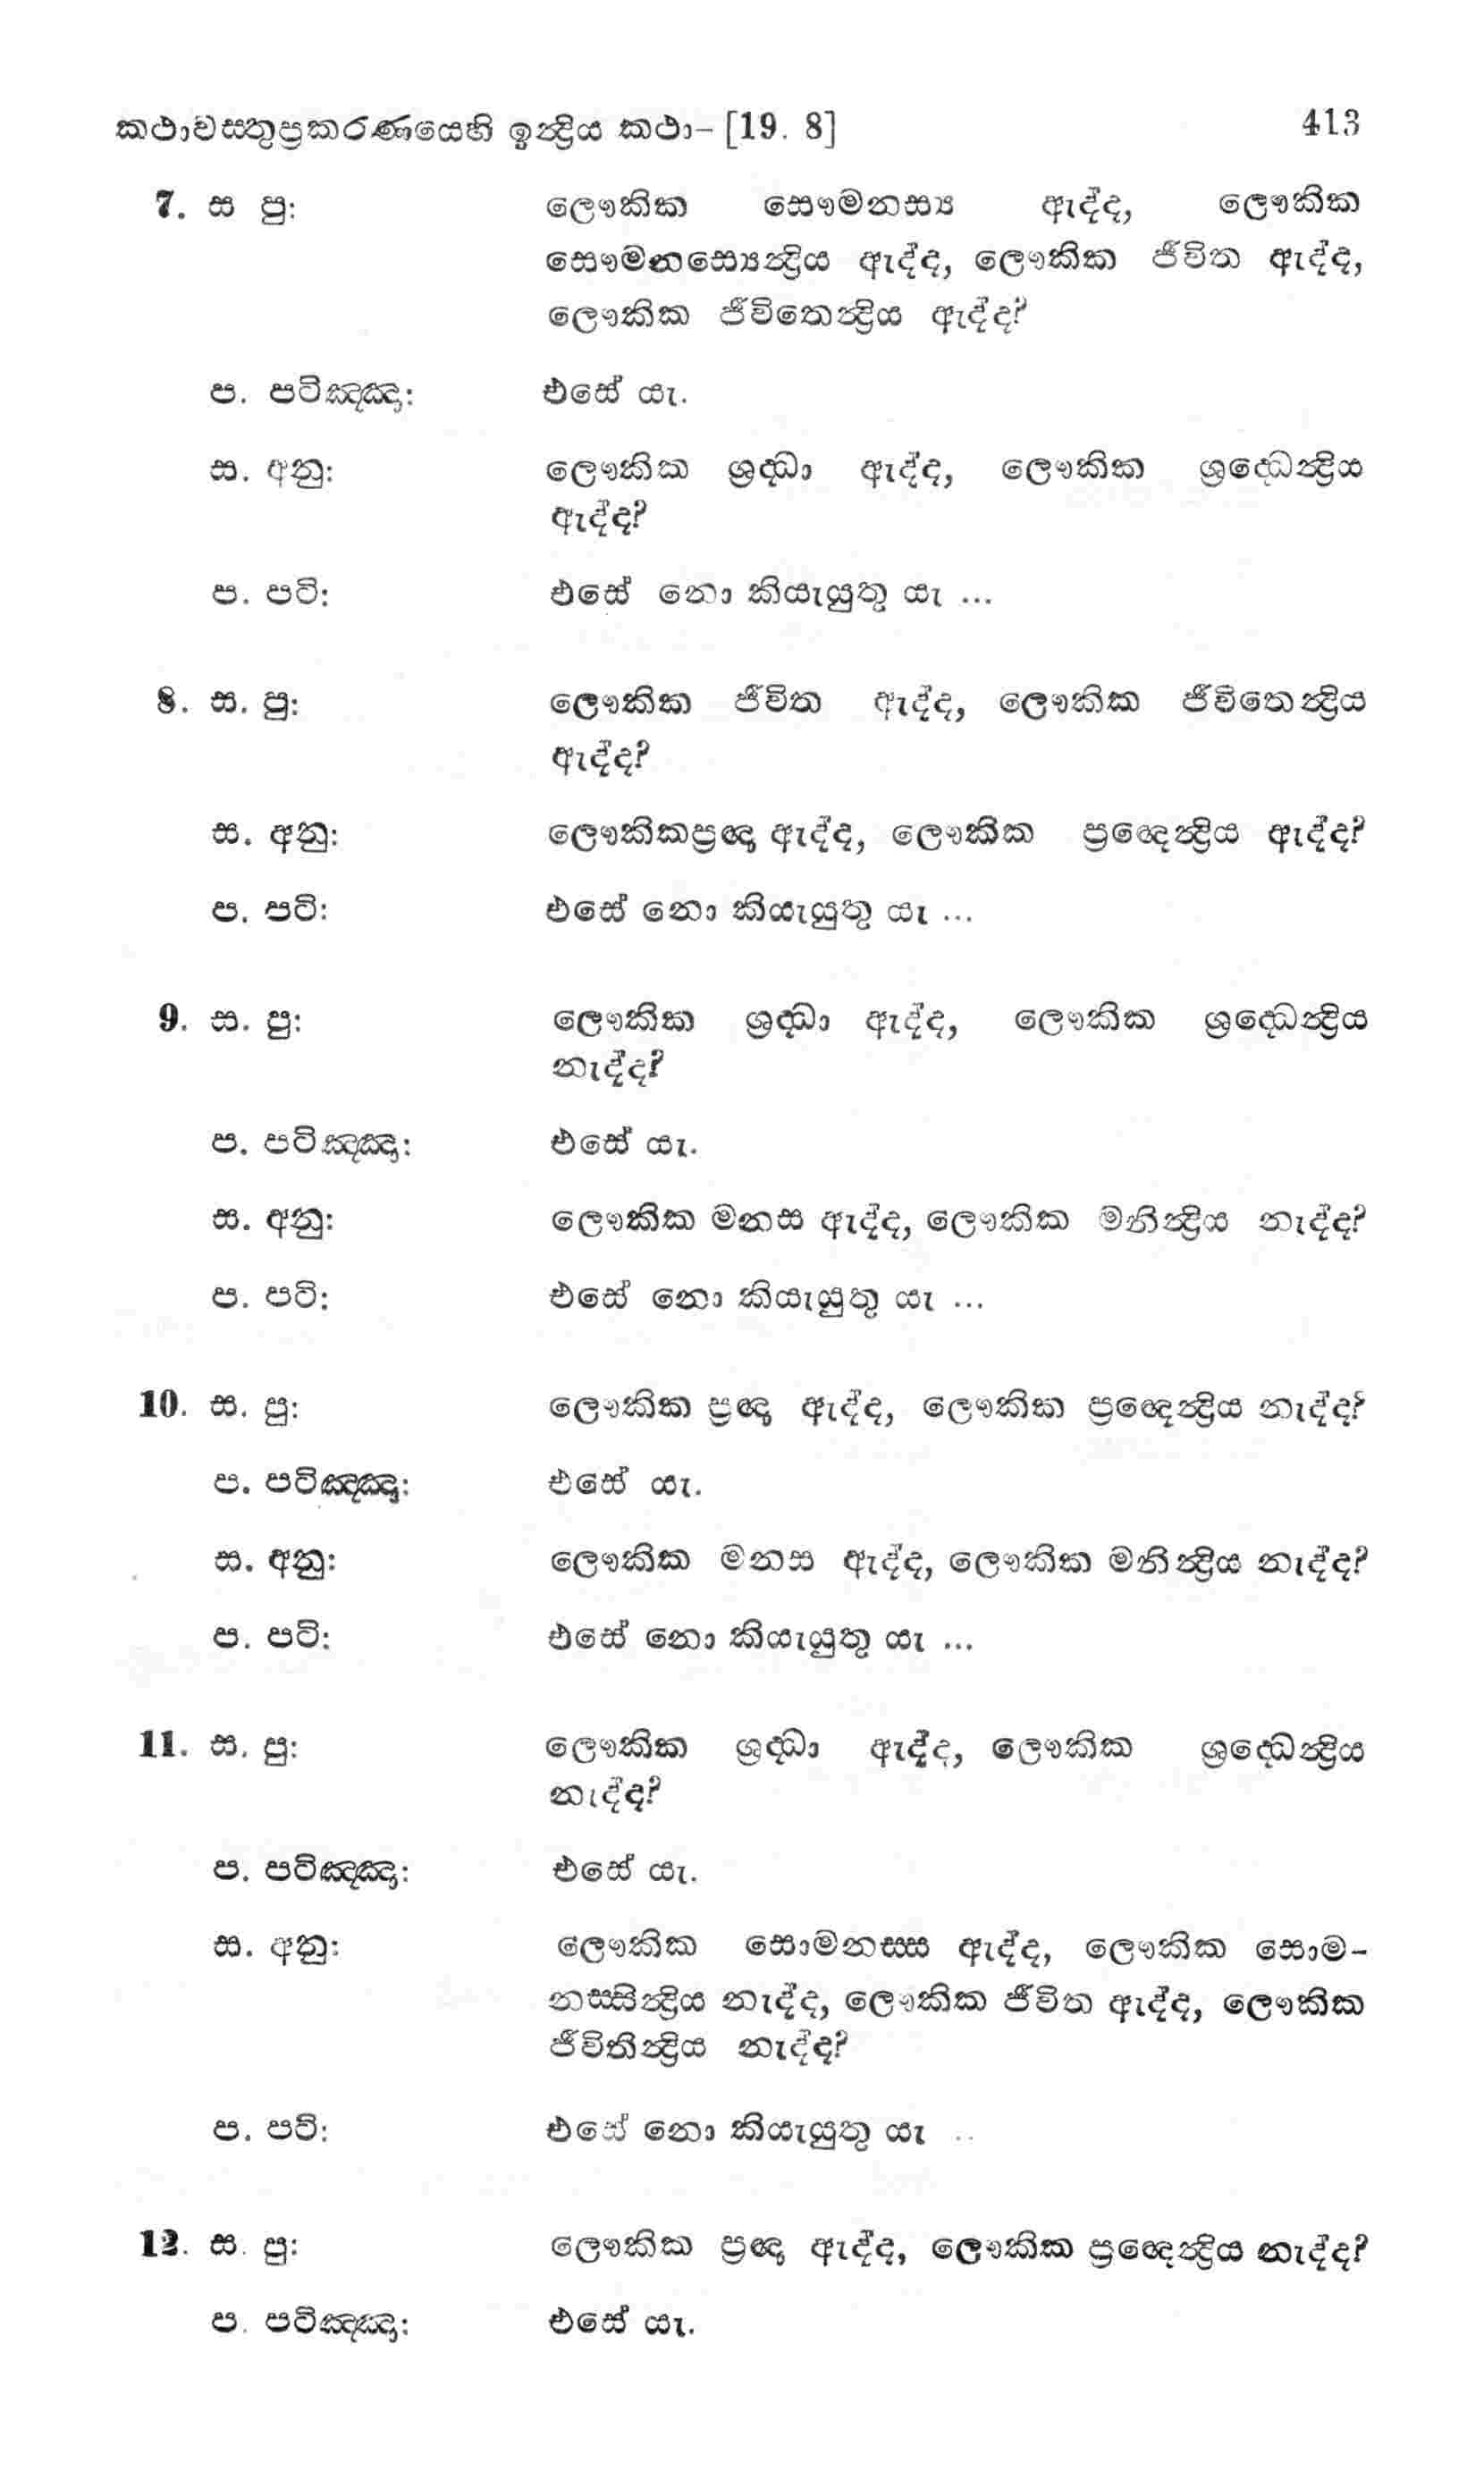 කථාවස්තුප්‍රකරණයෙහි ඉන්‍ද්‍රිය කථා– [19. 8] 413
7. ස පු: ලෞකික සෞමනස්‍ය ඇද්ද, ලෞකික
සෞමනස්‍යෙන්‍ද්‍රිය ඇද්ද, ලෞකික ජීවිත ඇද්ද,
ලෞකික ජීවිතෙන්‍ද්‍රිය ඇද්ද?
ප. පටිඤ්ඤා: එසේ යැ.
ස. අනු: ලෞකික ශ්‍රද්ධා ඇද්ද, ලෞකික ශ්‍රද්ධෙන්‍ද්‍රිය
ඇද්ද?
ප. පටි: එසේ නො කියැයුතු යැ ...
8. ස. පු: ලෞකික ජීවිත ඇද්ද, ලෞකික ජීවිතෙන්‍ද්‍රිය
ඇද්ද?
ස. අනු: ලෞකිකප්‍රඥා ඇද්ද, ලෞකික ප්‍රඥෙන්‍ද්‍රිය ඇද්ද?
ප. පටි: එසේ නො කියැයුතු යැ ...
9. ස. පු: ලෞකික ශ්‍රද්ධා ඇද්ද, ලෞකික ශ්‍රද්ධෙන්‍ද්‍රිය
නැද්ද?
ප. පටිඤ්ඤා: එසේ යැ.
ස. අනු: ලෞකික මනස ඇද්ද, ලෞකික මනින්‍ද්‍රිය නැද්ද?
ප. පටි: එසේ නො කියැයුතු යැ ...
10. ස. පු: ලෞකික ප්‍රඥා ඇද්ද, ලෞකික ප්‍රඥෙන්‍ද්‍රිය නැද්ද?
ප. පටිඤ්ඤා: එසේ යැ.
ස. අනු: ලෞකික මනස ඇද්ද, ලෞකික මනින්‍ද්‍රිය නැද්ද?
ප. පටි: එසේ නො කියැයුතු යැ ...
11. ස. පු: ලෞකික ශ්‍රද්ධා ඇද්ද, ලෞකික ශ්‍රද්ධෙන්‍ද්‍රිය
නැද්ද?
ප. පටිඤ්ඤා: එසේ යැ.
ස. අනු: ලෞකික සොමනස්ස ඇද්ද, ලෞකික සොම-
නස්සින්‍ද්‍රිය නැද්ද, ලෞකික ජීවිත ඇද්ද, ලෞකික
ජීවිතින්‍ද්‍රිය නැද්ද?
ප. පටි: එසේ නො කියැයුතු යැ ..
12. ස. පු: ලෞකික ප්‍රඥා ඇද්ද, ලෞකික ප්‍රඥෙන්‍ද්‍රිය නැද්ද?
ප. පටිඤ්ඤා: එසේ යැ.